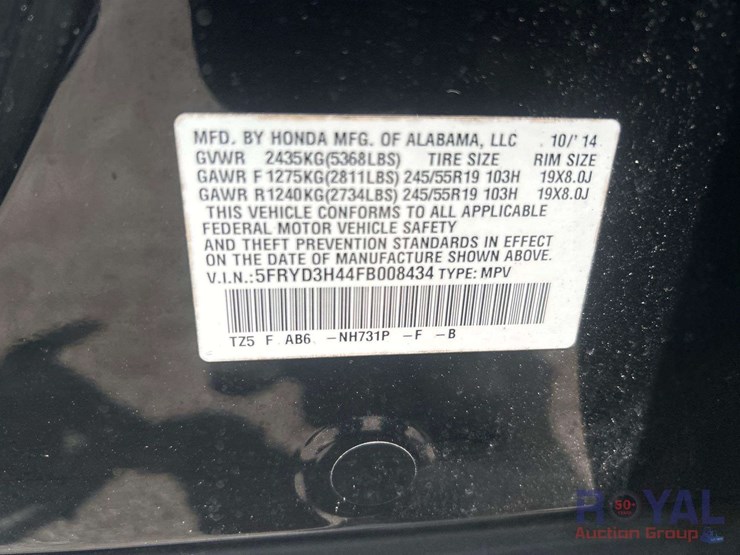 MFD. BY HONDA MFG. OF ALABAMA, LLC 10/'14
GVWR 2435KG(5368LBS) TIRE SIZE RIM SIZE
GAWR F 1275KG(2811LBS) 245/55R19 103H 19X8.0J
GAWR R1240KG(2734LBS) 245/55R19 103H 19X8.0J
THIS VEHICLE CONFORMS TO ALL APPLICABLE
FEDERAL MOTOR VEHICLE SAFETY
AND THEFT PREVENTION STANDARDS IN EFFECT
ON THE DATE OF MANUFACTURE SHOWN ABOVE.
V.I.N.:5FRYD3H44FB008434 TYPE: MPV
TZ5 F AB6 -NH731P -F -B
ROYAL
50
Auction Group